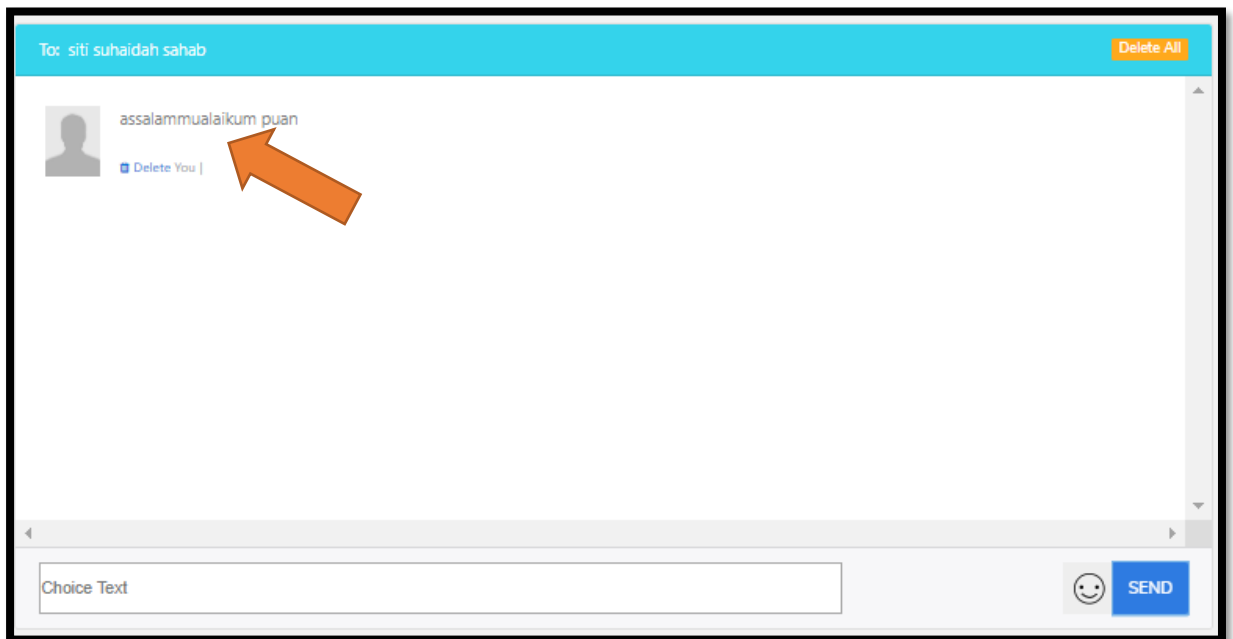 To: siti suhaidah sahab
Delete All
assalammualaikum puan
Delete You |
Choice Text
SEND